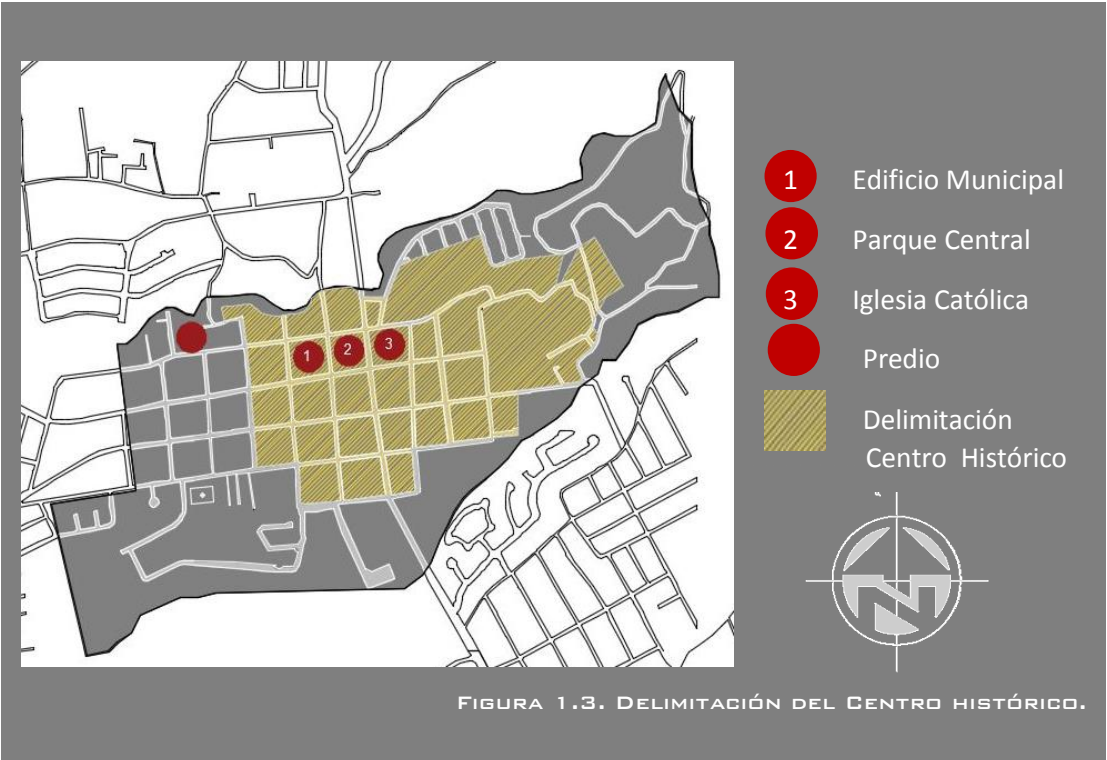 1
2
3
1 Edificio Municipal
2 Parque Central
3 Iglesia Católica
Predio
Delimitación
Centro Histórico
N
FIGURA 1.3. DELIMITACIÓN DEL CENTRO HISTÓRICO.